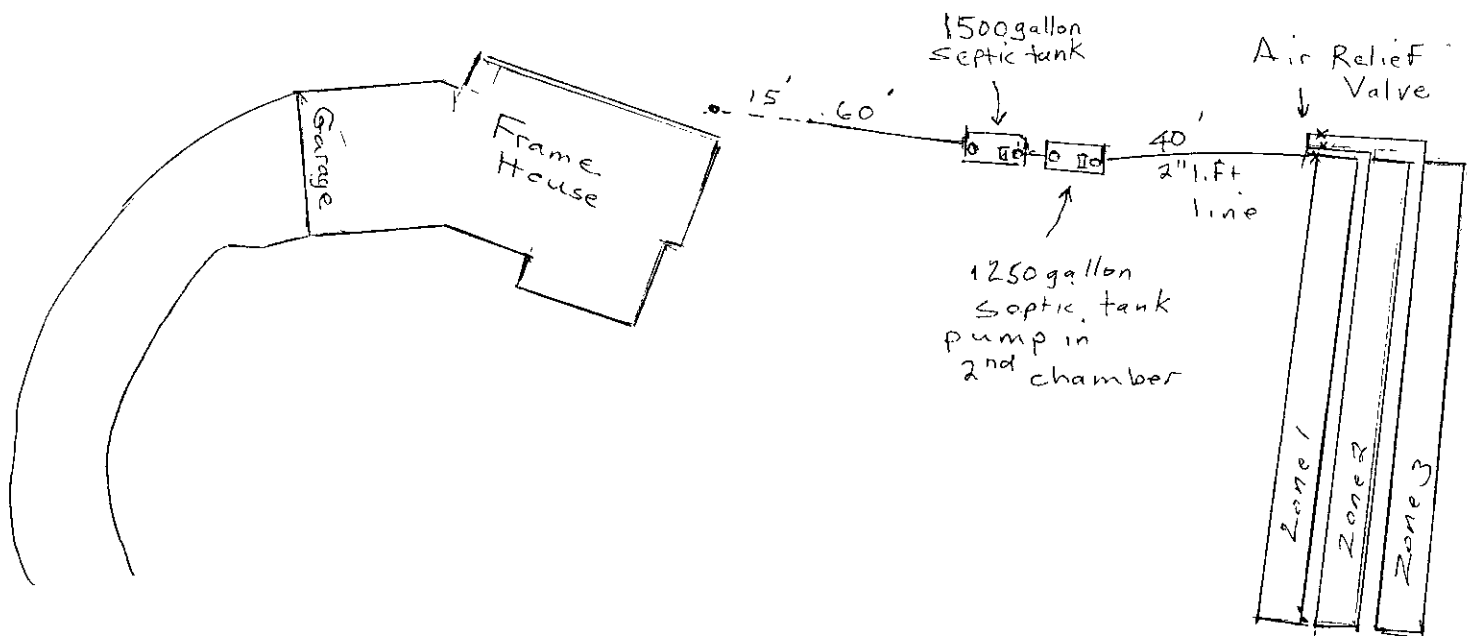 1500 gallon
septic tank
Air Relief
Valve
15'
60'
Garage
Frame
House
40'
2" lift
line
1250 gallon
Septic tank
pump in
2nd chamber
Zone 1
Zone 2
Zone 3